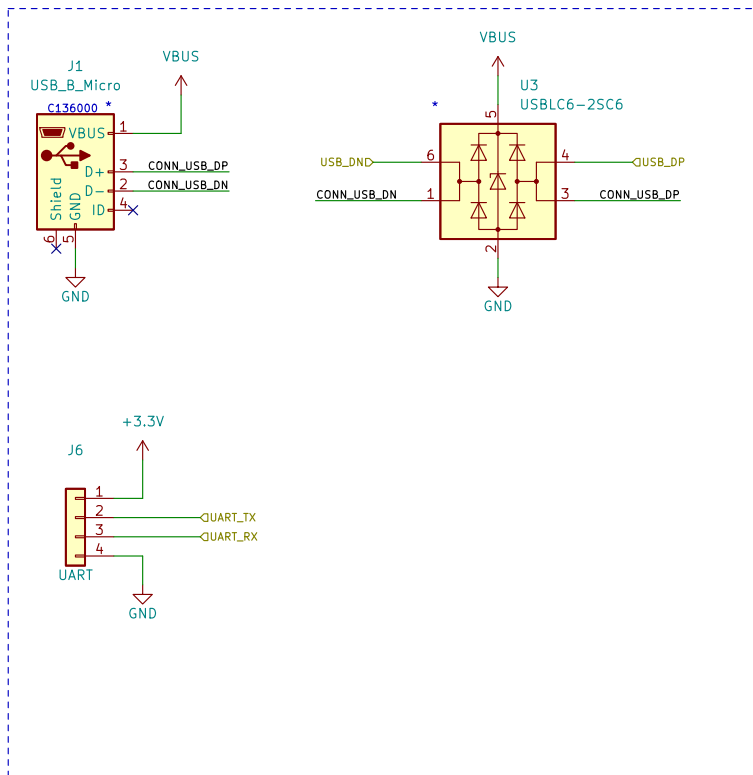 J1
USB_B_Micro
C136000 *
VBUS
VBUS
1
D+
3
CONN_USB_DP
D-
2
CONN_USB_DN
ID
4
Shield
GND
6
5
GND
VBUS
U3
USBLC6-2SC6
*
5
USB_DN
6
4
USB_DP
CONN_USB_DN
1
3
CONN_USB_DP
2
GND
+3.3V
J6
1
2
UART_TX
3
UART_RX
4
UART
GND